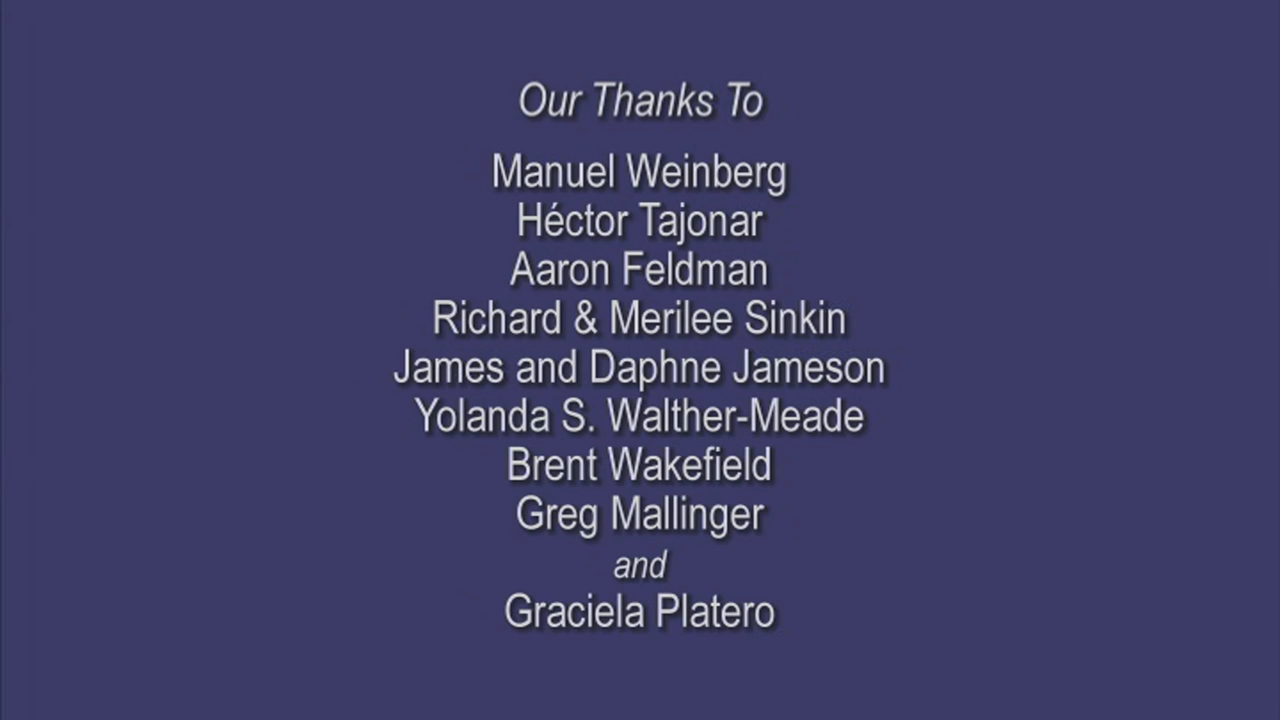 Our Thanks To
Manuel Weinberg
Héctor Tajonar
Aaron Feldman
Richard & Merilee Sinkin
James and Daphne Jameson
Yolanda S. Walther-Meade
Brent Wakefield
Greg Mallinger
and
Graciela Platero